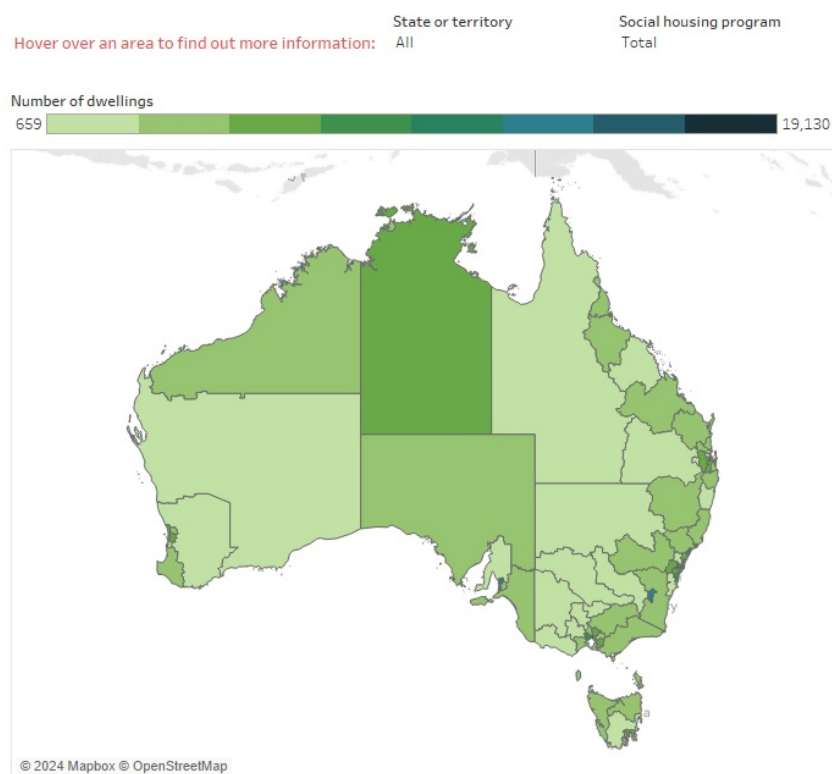 State or territory
Social housing program
Hover over an area to find out more information:
All
Total
Number of dwellings
659
19,130
ry
a
© 2024 Mapbox © OpenStreetMap